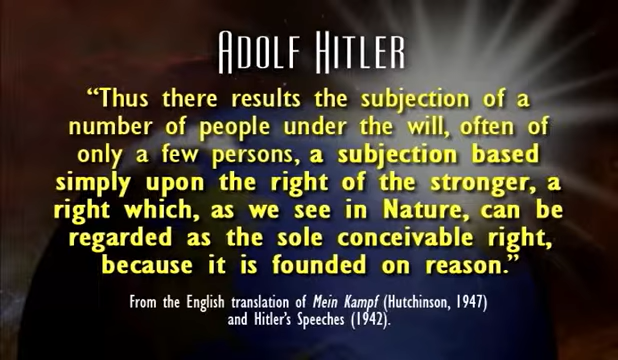 ADOLF HITLER
“Thus there results the subjection of a
number of people under the will, often of
only a few persons, a subjection based
simply upon the right of the stronger, a
right which, as we see in Nature, can be
regarded as the sole conceivable right,
because it is founded on reason.”
From the English translation of Mein Kampf (Hutchinson, 1947)
and Hitler's Speeches (1942).